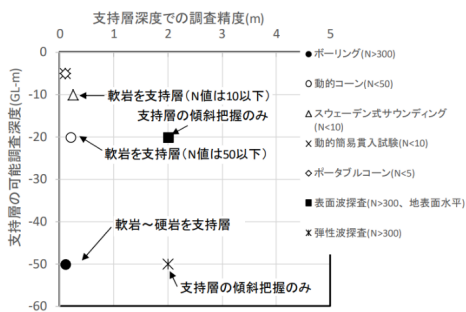 支持層深度での調査精度(m)
0 1 2 3 4 5
支持層の可能調査深度(GL-m)
0
-10
-20
-30
-40
-50
-60
軟岩を支持層(N値は10以下)
支持層の傾斜把握のみ
軟岩を支持層(N値は50以下)
軟岩～硬岩を支持層
支持層の傾斜把握のみ
ボーリング(N>300)
動的コーン(N<50)
スウェーデン式サウンディング
(N<10)
動的簡易貫入試験(N<10)
ポータブルコーン(N<5)
表面波探査(N>300、地表面水平)
弾性波探査(N>300)